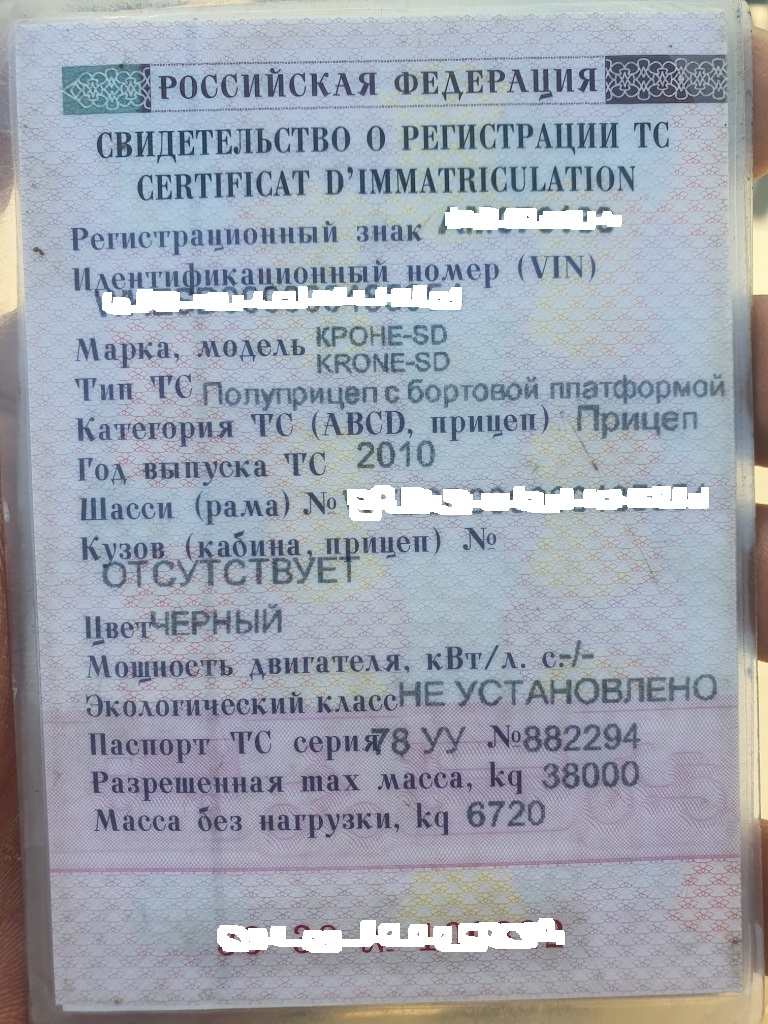 РОССИЙСКАЯ ФЕДЕРАЦИЯ
СВИДЕТЕЛЬСТВО О РЕГИСТРАЦИИ ТС
CERTIFICAT D'IMMATRICULATION
Регистрационный знак
Идентификационный номер (VIN)
Марка, модель КРОНЕ-SD
KRONE-SD
Тип ТС Полуприцеп с бортовой платформой
Категория ТС (ABCD, прицеп) Прицеп
Год выпуска ТС 2010
Шасси (рама) №
Кузов (кабина, прицеп) №
ОТСУТСТВУЕТ
Цвет ЧЕРНЫЙ
Мощность двигателя, кВт/л. с.-/-
Экологический класс НЕ УСТАНОВЛЕНО
Паспорт ТС серия 78 УУ №882294
Разрешенная max масса, kg 38000
Масса без нагрузки, kg 6720